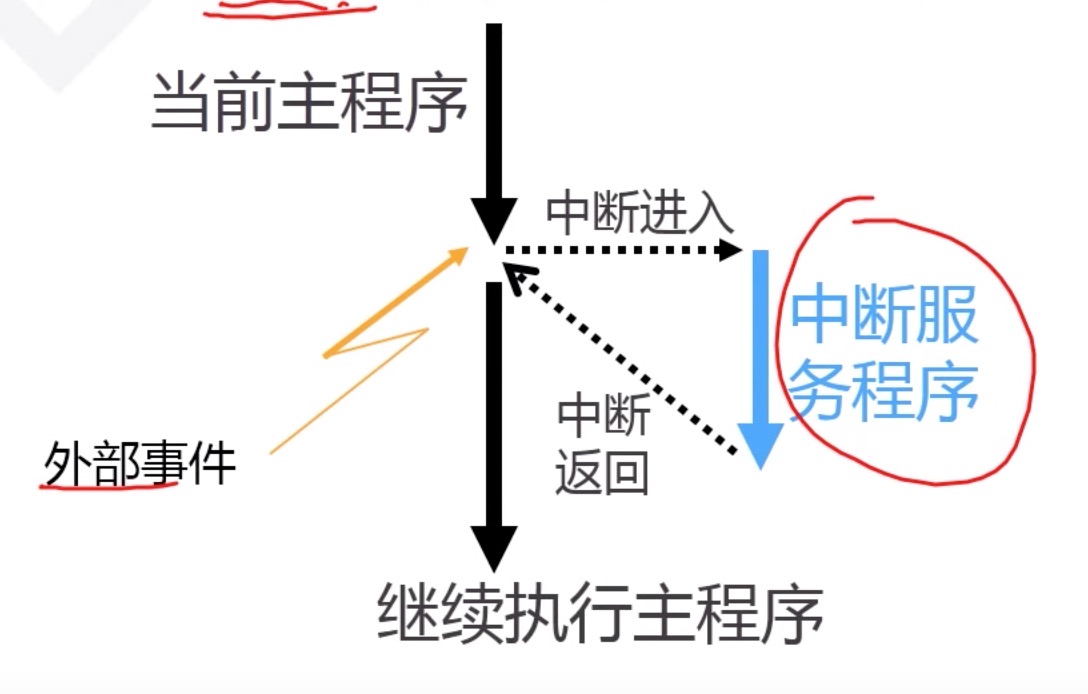 当前主程序
中断进入
中断服
务程序
中断
返回
外部事件
继续执行主程序